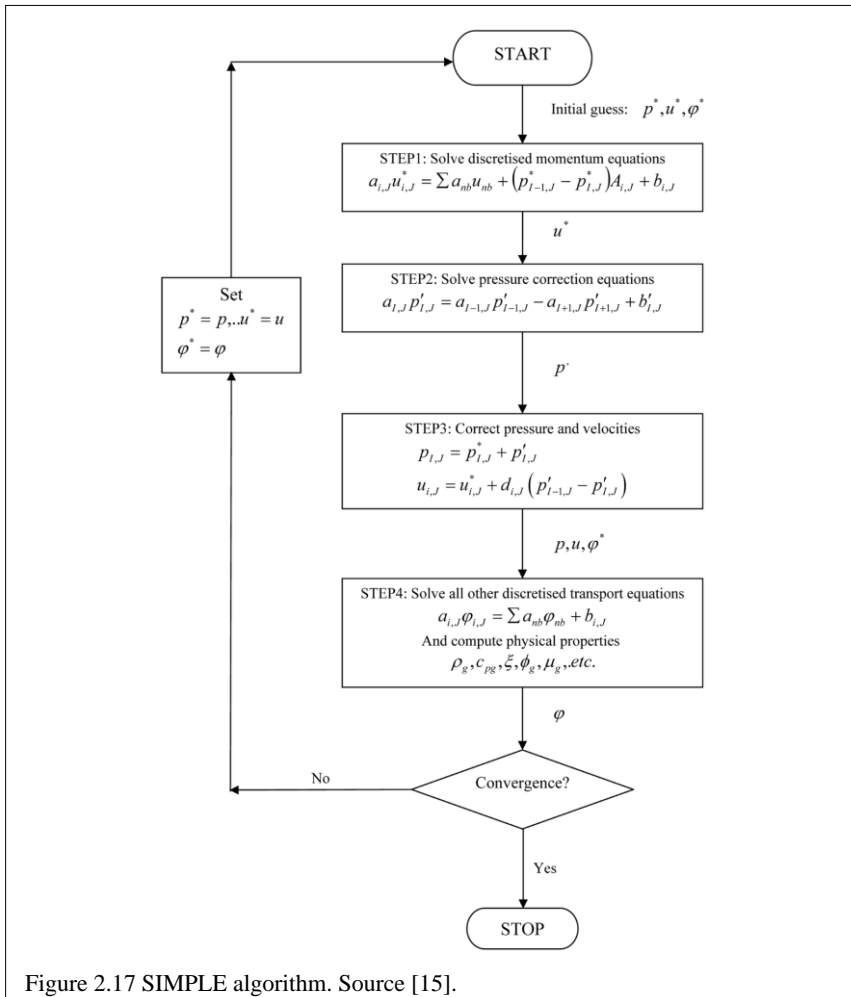 START
Initial guess: p*, u*, φ*
STEP1: Solve discretised momentum equations
a_{i,J} u*_{i,J} = Σ a_{nb} u_{nb} + (p*_{I-1,J} − p*_{I,J}) A_{i,J} + b_{i,J}
u*
STEP2: Solve pressure correction equations
a_{I,J} p′_{I,J} = a_{I-1,J} p′_{I-1,J} − a_{I+1,J} p′_{I+1,J} + b′_{I,J}
p‘
STEP3: Correct pressure and velocities
p_{I,J} = p*_{I,J} + p′_{I,J}
u_{i,J} = u*_{i,J} + d_{i,J} (p′_{I-1,J} − p′_{I,J})
p, u, φ*
STEP4: Solve all other discretised transport equations
a_{i,J} φ_{i,J} = Σ a_{nb} φ_{nb} + b_{i,J}
And compute physical properties
ρ_g, c_{pg}, ξ, ϕ_g, μ_g,.etc.
φ
Convergence?
No
Set
p* = p,..u* = u
φ* = φ
Yes
STOP
Figure 2.17 SIMPLE algorithm. Source [15].